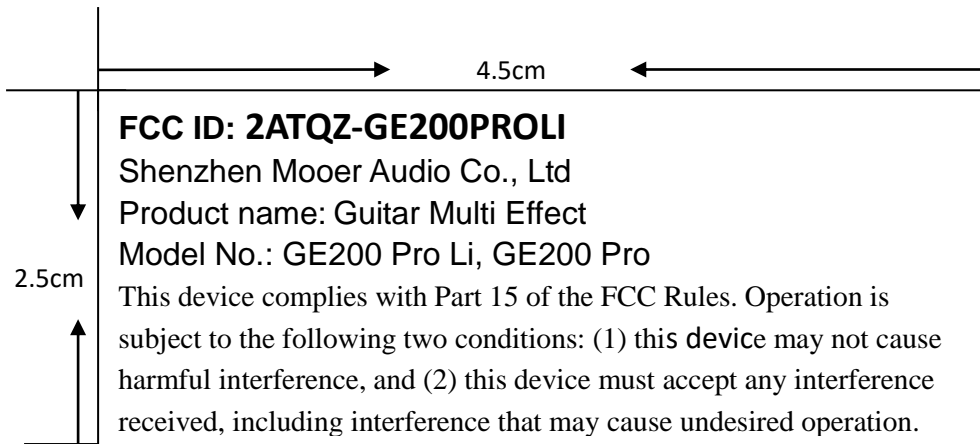 4.5cm
FCC ID: 2ATQZ-GE200PROLI
Shenzhen Mooer Audio Co., Ltd
Product name: Guitar Multi Effect
Model No.: GE200 Pro Li, GE200 Pro
2.5cm
This device complies with Part 15 of the FCC Rules. Operation is
subject to the following two conditions: (1) this device may not cause
harmful interference, and (2) this device must accept any interference
received, including interference that may cause undesired operation.